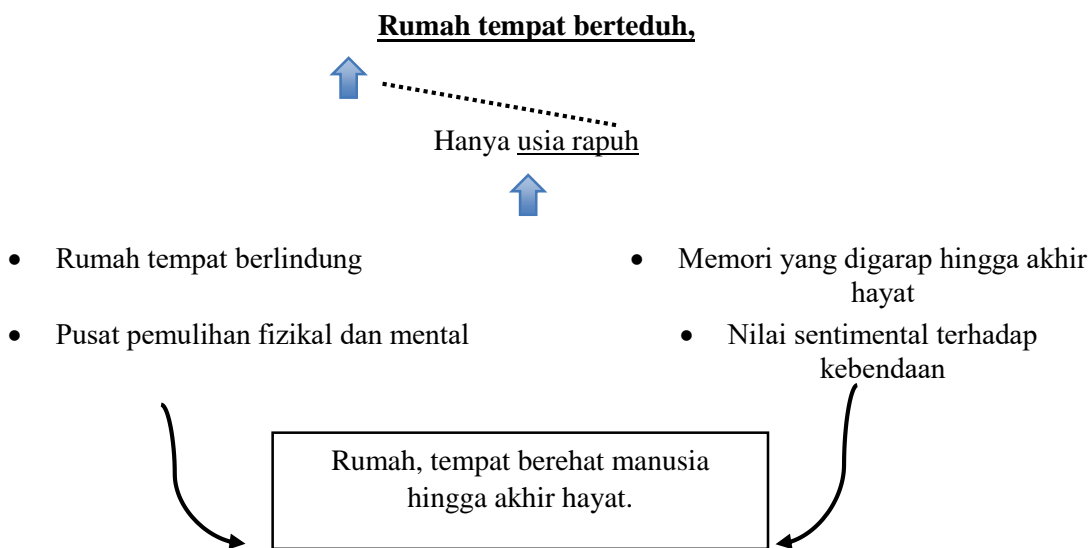 Rumah tempat berteduh,
Hanya usia rapuh
• Rumah tempat berlindung
• Pusat pemulihan fizikal dan mental
• Memori yang digarap hingga akhir
hayat
• Nilai sentimental terhadap
kebendaan
Rumah, tempat berehat manusia
hingga akhir hayat.